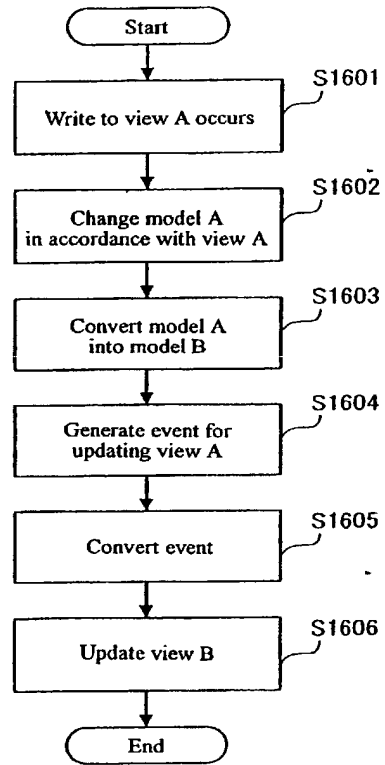 Start
S1601
Write to view A occurs
S1602
Change model A
in accordance with view A
S1603
Convert model A
into model B
S1604
Generate event for
updating view A
S1605
Convert event
S1606
Update view B
End